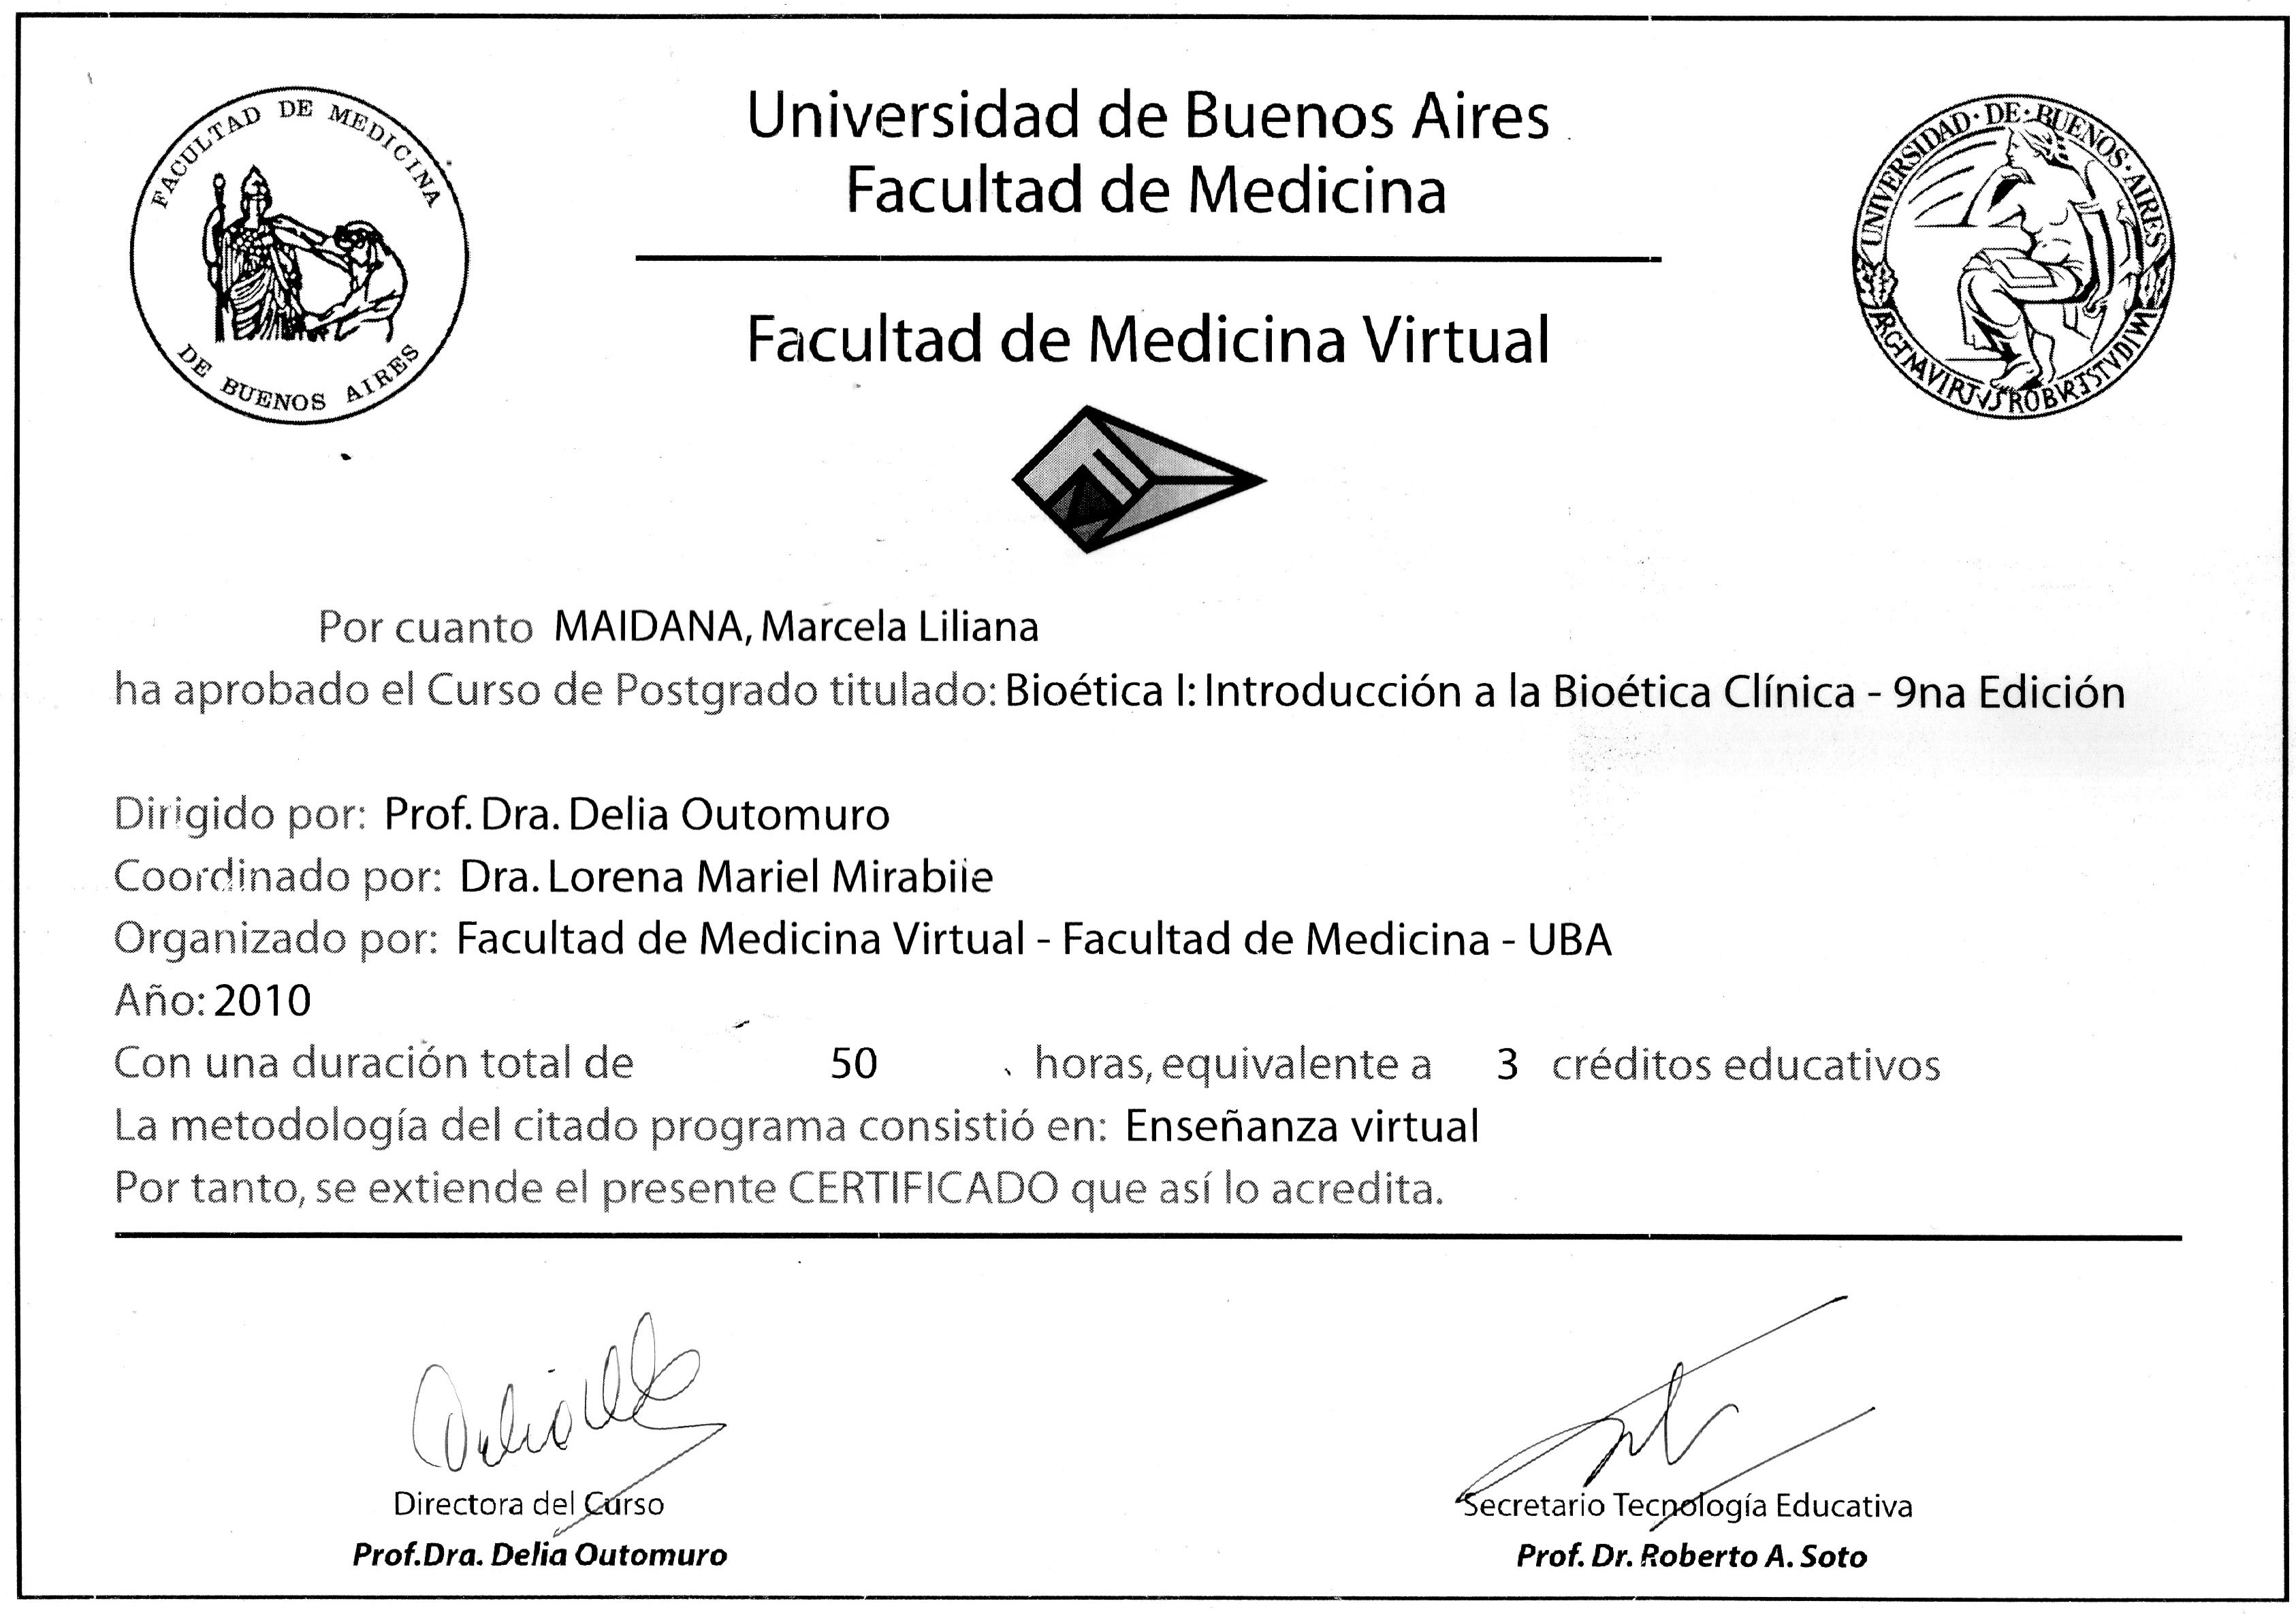 FACULTAD DE MEDICINA
DE BUENOS AIRES
Universidad de Buenos Aires
Facultad de Medicina
UNIVERSIDAD·DE·BUENOS·AIRES
Facultad de Medicina Virtual
Por cuanto MAIDANA, Marcela Liliana
ha aprobado el Curso de Postgrado titulado: Bioética I: Introducción a la Bioética Clínica - 9na Edición
Dirigido por: Prof. Dra. Delia Outomuro
Coordinado por: Dra. Lorena Mariel Mirabile
Organizado por: Facultad de Medicina Virtual - Facultad de Medicina - UBA
Año: 2010
Con una duración total de 50 horas, equivalente a 3 créditos educativos
La metodología del citado programa consistió en: Enseñanza virtual
Por tanto, se extiende el presente CERTIFICADO que así lo acredita.
Directora del Curso
Prof.Dra. Delia Outomuro
Secretario Tecnología Educativa
Prof. Dr. Roberto A. Soto